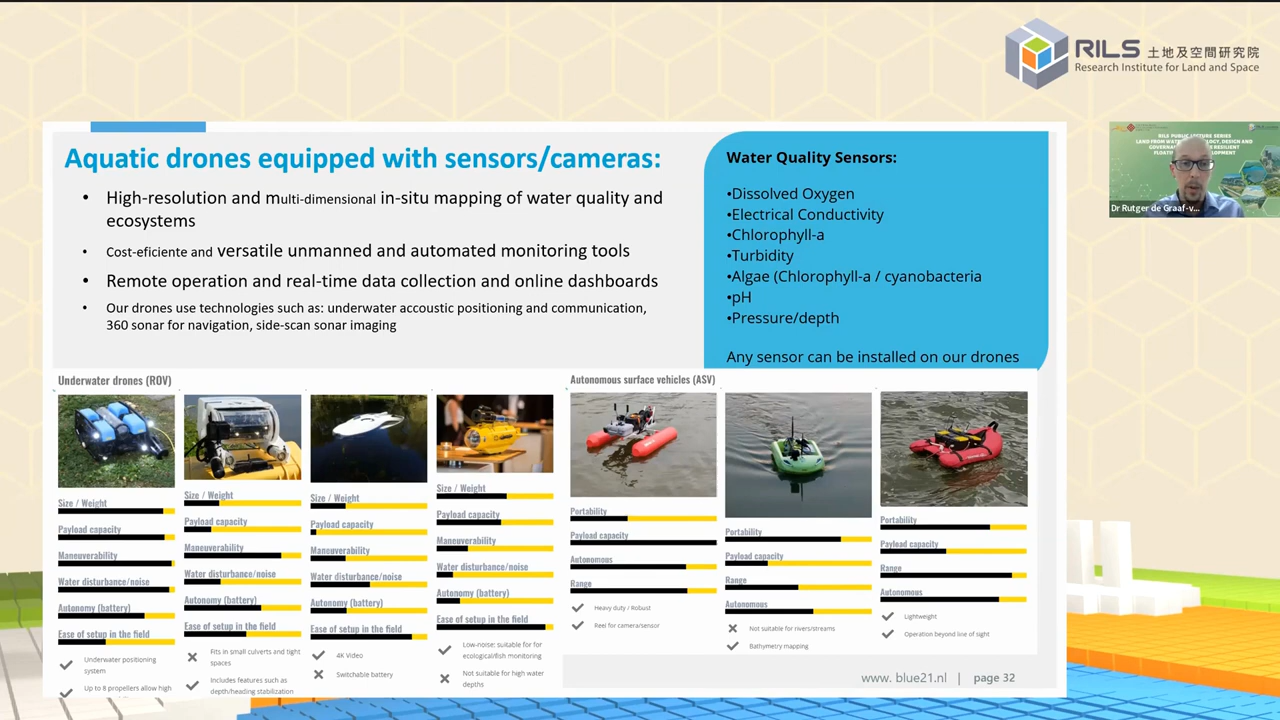 RILS 土地及空間研究院
Research Institute for Land and Space
Aquatic drones equipped with sensors/cameras:
• High-resolution and multi-dimensional in-situ mapping of water quality and
ecosystems
• Cost-eficiente and versatile unmanned and automated monitoring tools
• Remote operation and real-time data collection and online dashboards
• Our drones use technologies such as: underwater accoustic positioning and communication,
360 sonar for navigation, side-scan sonar imaging
Water Quality Sensors:
•Dissolved Oxygen
•Electrical Conductivity
•Chlorophyll-a
•Turbidity
•Algae (Chlorophyll-a / cyanobacteria
•pH
•Pressure/depth
Any sensor can be installed on our drones
RILS PUBLIC LECTURE SERIES
Dr Rutger de Graaf-v...
Underwater drones (ROV)
Size / Weight
Payload capacity
Maneuverability
Water disturbance/noise
Autonomy (battery)
Ease of setup in the field
Underwater positioning
system
Up to 8 propellers allow high
Size / Weight
Payload capacity
Maneuverability
Water disturbance/noise
Autonomy (battery)
Ease of setup in the field
Fits in small culverts and tight
spaces
Includes features such as
depth/heading stabilization
Size / Weight
Payload capacity
Maneuverability
Water disturbance/noise
Autonomy (battery)
Ease of setup in the field
4K Video
Switchable battery
Size / Weight
Payload capacity
Maneuverability
Water disturbance/noise
Autonomy (battery)
Ease of setup in the field
Low-noise: suitable for for
ecological/fish monitoring
Not suitable for high water
depths
Autonomous surface vehicles (ASV)
Portability
Payload capacity
Autonomous
Range
Heavy duty / Robust
Reel for camera/sensor
Portability
Payload capacity
Range
Autonomous
Not suitable for rivers/streams
Bathymetry mapping
Portability
Payload capacity
Range
Autonomous
Lightweight
Operation beyond line of sight
www. blue21.nl | page 32